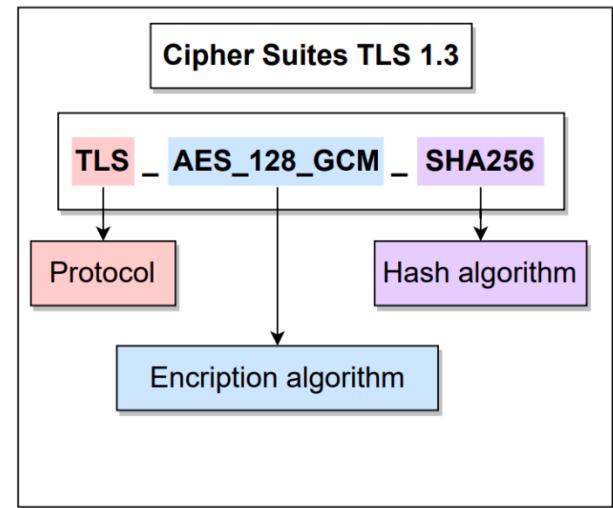 Cipher Suites TLS 1.3
TLS _ AES_128_GCM _ SHA256
Protocol
Hash algorithm
Encription algorithm